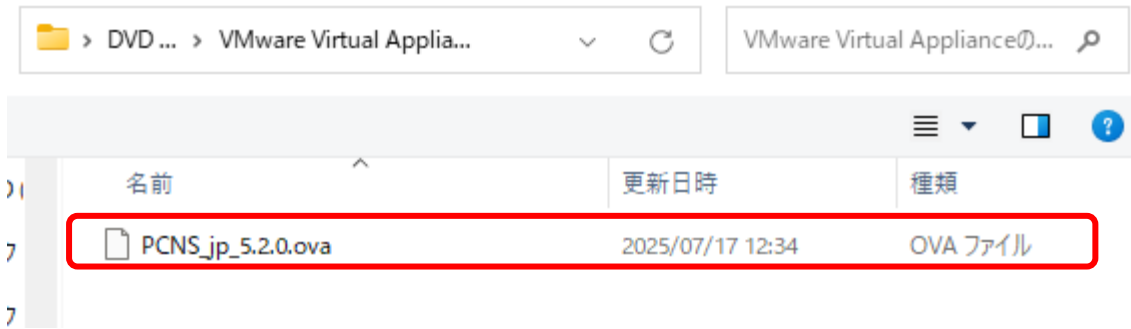 DVD ... > VMware Virtual Applia...
VMware Virtual Applianceの...
名前 更新日時 種類
PCNS_jp_5.2.0.ova 2025/07/17 12:34 OVA ファイル